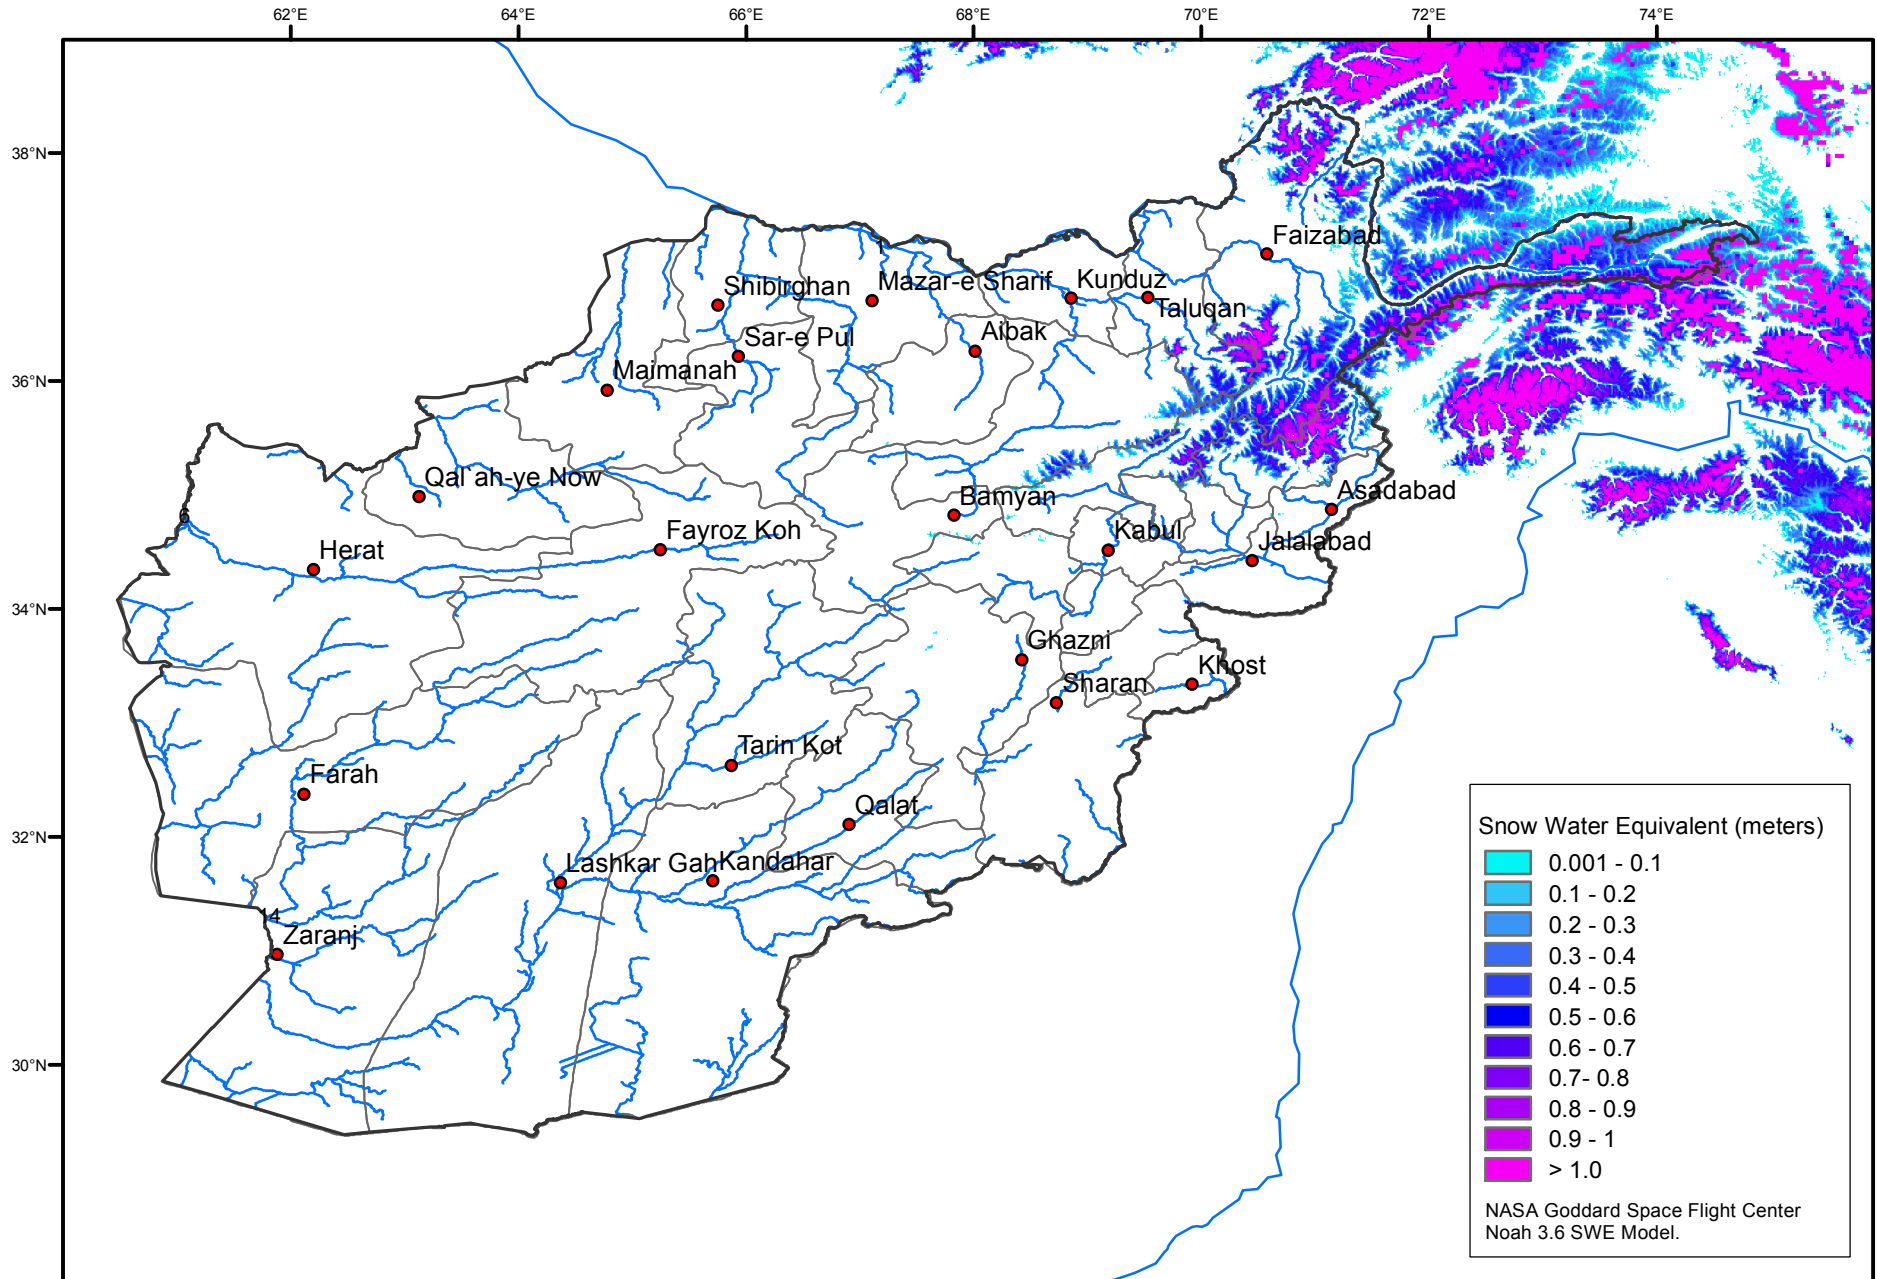 62°E 64°E 66°E 68°E 70°E 72°E 74°E
38°N
Faizabad
1
Shibirghan
Mazar-e Sharif
Kunduz
Taluqan
Sar-e Pul
Aibak
36°N
Maimanah
Qal`ah-ye Now
Bamyan
Asadabad
6
Fayroz Koh
Kabul
Jalalabad
Herat
34°N
Ghazni
Khost
Sharan
Tarin Kot
Farah
Qalat
32°N
Lashkar Gah
Kandahar
14
Zaranj
30°N
Snow Water Equivalent (meters)
0.001 - 0.1
0.1 - 0.2
0.2 - 0.3
0.3 - 0.4
0.4 - 0.5
0.5 - 0.6
0.6 - 0.7
0.7- 0.8
0.8 - 0.9
0.9 - 1
> 1.0
NASA Goddard Space Flight Center
Noah 3.6 SWE Model.